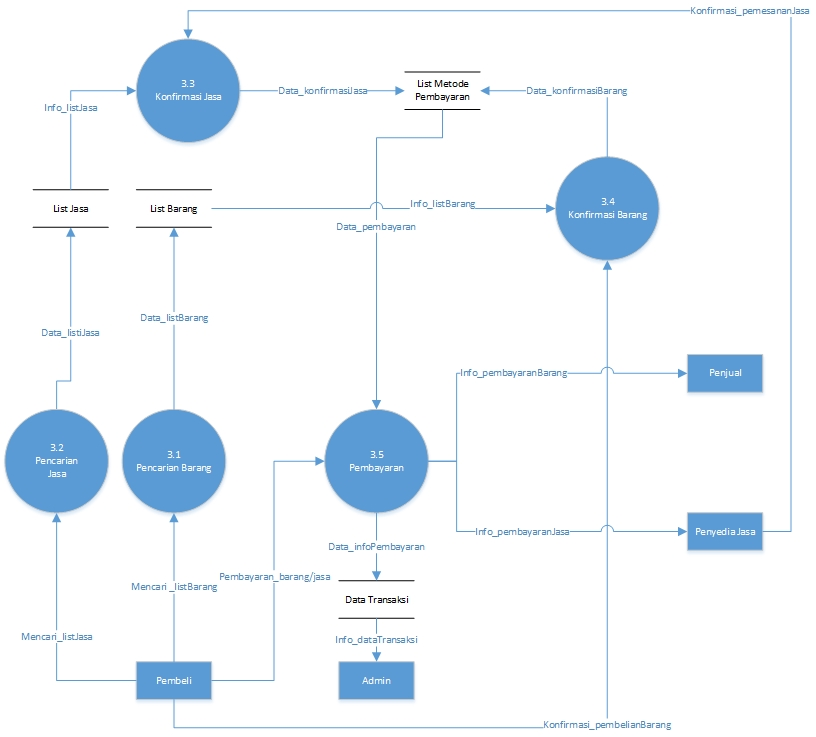 Konfirmasi_pemesananJasa
3.3
Konfirmasi Jasa
Data_konfirmasiJasa
List Metode
Pembayaran
Data_konfirmasiBarang
Info_listJasa
List Jasa
List Barang
Info_listBarang
3.4
Konfirmasi Barang
Data_pembayaran
Data_listJasa
Data_listBarang
Info_pembayaranBarang
Penjual
3.2
Pencarian
Jasa
3.1
Pencarian Barang
3.5
Pembayaran
Info_pembayaranJasa
Penyedia Jasa
Data_infoPembayaran
Pembayaran_barang/jasa
Mencari _listBarang
Data Transaksi
Mencari_listJasa
Info_dataTransaksi
Pembeli
Admin
Konfirmasi_pembelianBarang